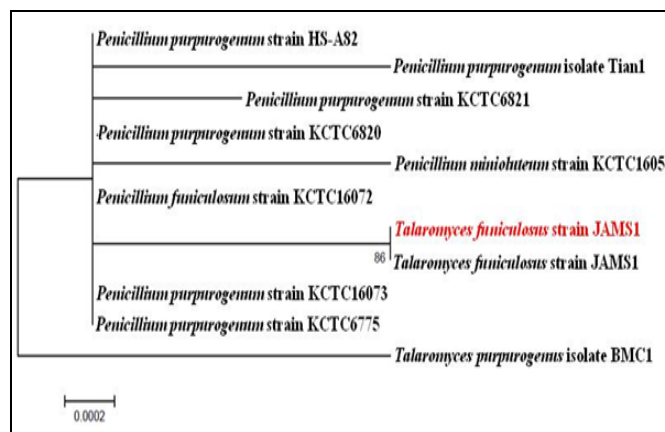 Penicillium purpurogenum strain HS-A82
Penicillium purpurogenum isolate Tian1
Penicillium purpurogenum strain KCTC6821
Penicillium purpurogenum strain KCTC6820
Penicillium minioluteum strain KCTC1605
Penicillium funiculosum strain KCTC16072
Talaromyces funiculosus strain JAMS1
86
Talaromyces funiculosus strain JAMS1
Penicillium purpurogenum strain KCTC16073
Penicillium purpurogenum strain KCTC6775
Talaromyces purpurogenus isolate BMC1
0.0002